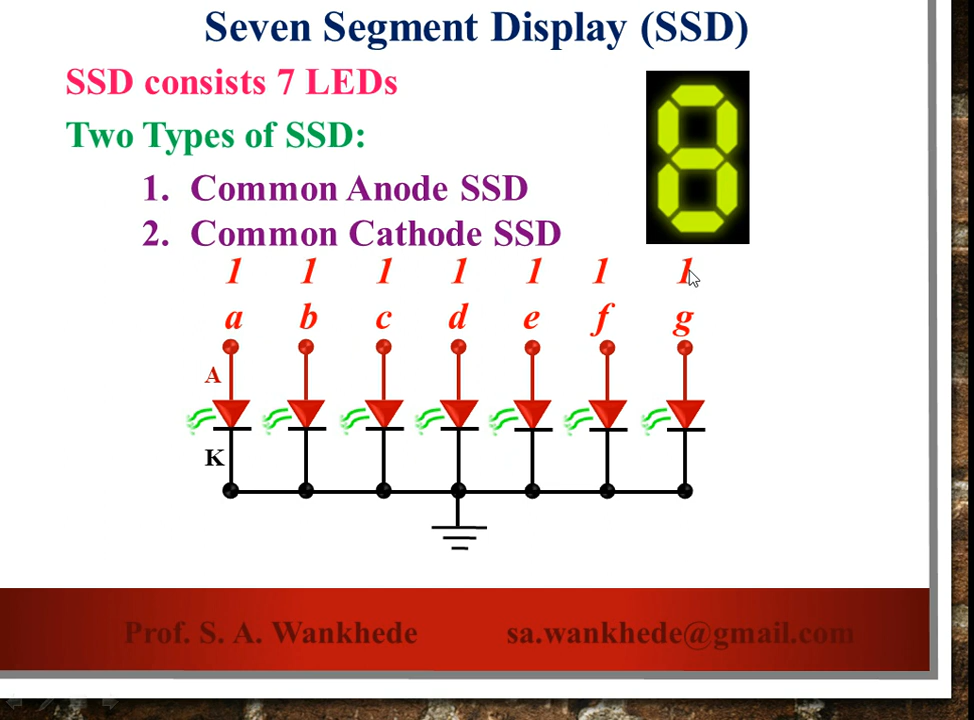 Seven Segment Display (SSD)
SSD consists 7 LEDs
Two Types of SSD:
1. Common Anode SSD
2. Common Cathode SSD
1 1 1 1 1 1 1
a b c d e f g
A
K
Prof. S. A. Wankhede sa.wankhede@gmail.com